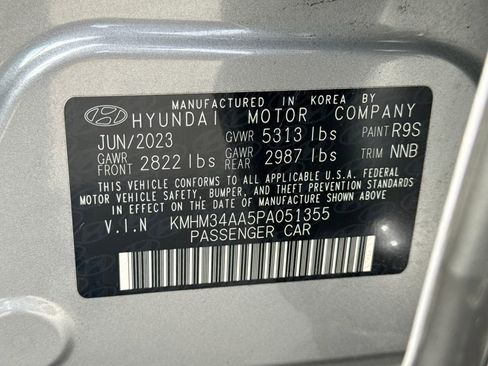 MANUFACTURED IN KOREA BY
HYUNDAI MOTOR COMPANY
JUN/2023 GVWR 5313 lbs PAINT R9S
GAWR FRONT 2822 lbs GAWR REAR 2987 lbs TRIM NNB
THIS VEHICLE CONFORMS TO ALL APPLICABLE U.S.A. FEDERAL
MOTOR VEHICLE SAFETY, BUMPER, AND THEFT PREVENTION STANDARDS
IN EFFECT ON THE DATE OF MANUFACTURE SHOWN ABOVE.
V.I.N KMHM34AA5PA051355
PASSENGER CAR